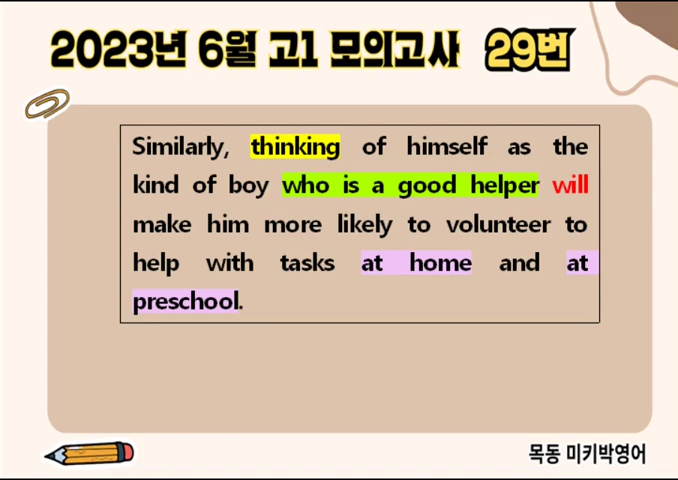 2023년 6월 고1 모의고사 29번
Similarly, thinking of himself as the
kind of boy who is a good helper will
make him more likely to volunteer to
help with tasks at home and at
preschool.
목동 미키박영어